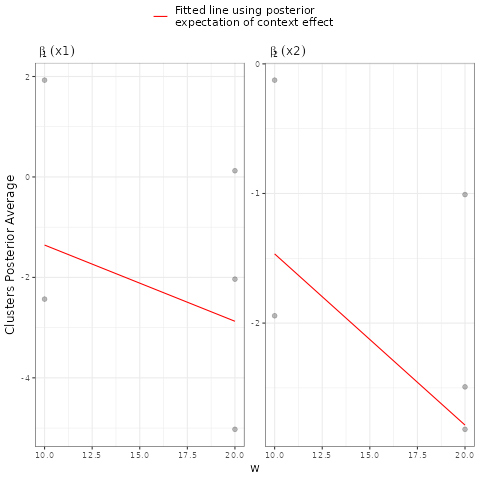 Fitted line using posterior
expectation of context effect
(x1)
(x2)
2
0
-2
-4
0
-1
-2
10.0 12.5 15.0 17.5 20.0
10.0 12.5 15.0 17.5 20.0
Clusters Posterior Average
w